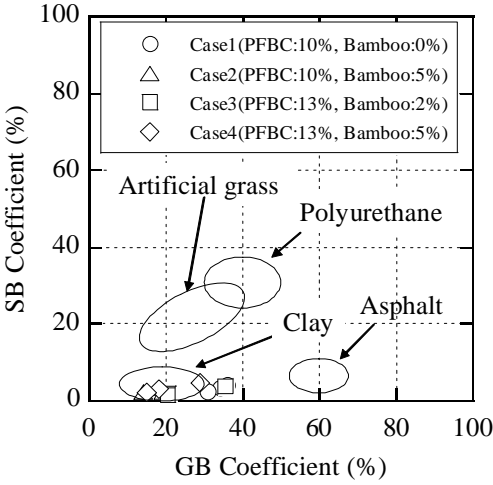 100
80
60
40
20
0
SB Coefficient (%)
Case1(PFBC:10%, Bamboo:0%)
Case2(PFBC:10%, Bamboo:5%)
Case3(PFBC:13%, Bamboo:2%)
Case4(PFBC:13%, Bamboo:5%)
Artificial grass
Polyurethane
Clay
Asphalt
0 20 40 60 80 100
GB Coefficient (%)